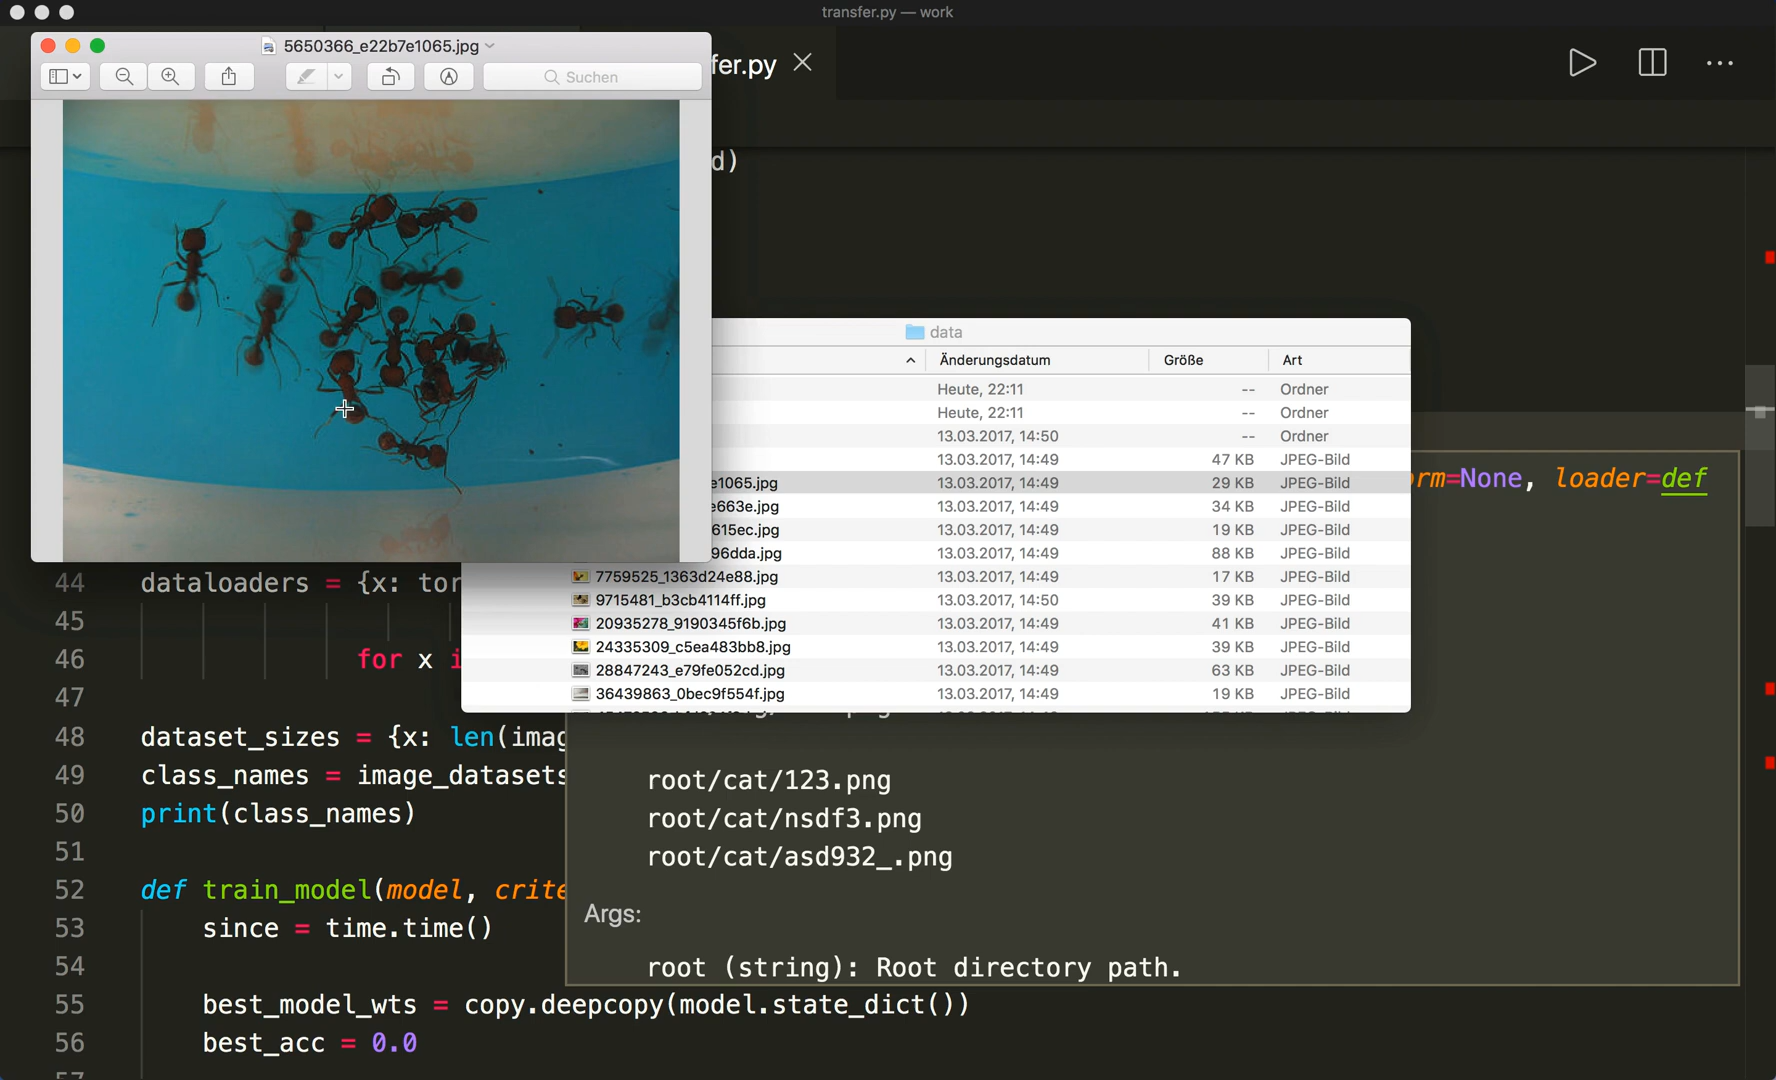 transfer.py — work
5650366_e22b7e1065.jpg
Suchen
fer.py
d)
data
Änderungsdatum Größe Art
Heute, 22:11 -- Ordner
Heute, 22:11 -- Ordner
13.03.2017, 14:50 -- Ordner
13.03.2017, 14:49 47 KB JPEG-Bild
e1065.jpg 13.03.2017, 14:49 29 KB JPEG-Bild
e663e.jpg 13.03.2017, 14:49 34 KB JPEG-Bild
615ec.jpg 13.03.2017, 14:49 19 KB JPEG-Bild
96dda.jpg 13.03.2017, 14:49 88 KB JPEG-Bild
7759525_1363d24e88.jpg 13.03.2017, 14:49 17 KB JPEG-Bild
9715481_b3cb4114ff.jpg 13.03.2017, 14:50 39 KB JPEG-Bild
20935278_9190345f6b.jpg 13.03.2017, 14:49 41 KB JPEG-Bild
24335309_c5ea483bb8.jpg 13.03.2017, 14:49 39 KB JPEG-Bild
28847243_e79fe052cd.jpg 13.03.2017, 14:49 63 KB JPEG-Bild
36439863_0bec9f554f.jpg 13.03.2017, 14:49 19 KB JPEG-Bild
orm=None, loader=def
44 dataloaders = {x: tor
45
46 for x i
47
48 dataset_sizes = {x: len(imag
49 class_names = image_datasets
50 print(class_names)
51
52 def train_model(model, crite
53 since = time.time()
54
55 best_model_wts = copy.deepcopy(model.state_dict())
56 best_acc = 0.0
57
root/cat/123.png
root/cat/nsdf3.png
root/cat/asd932_.png
Args:
root (string): Root directory path.